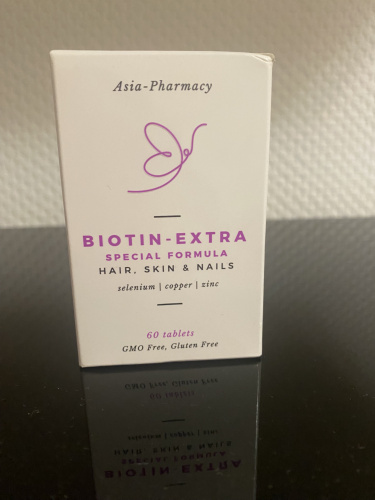 Asia-Pharmacy
BIOTIN-EXTRA
SPECIAL FORMULA
HAIR, SKIN & NAILS
selenium | copper | zinc
60 tablets
GMO Free, Gluten Free